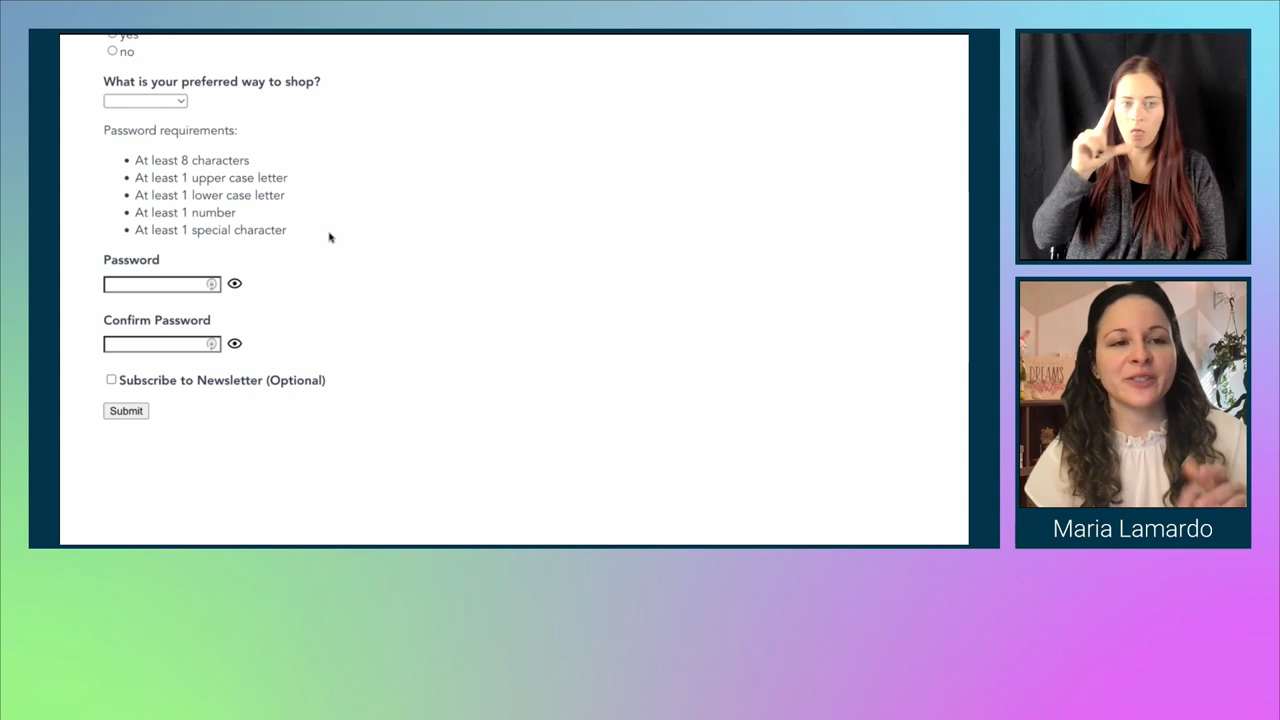 yes
no
What is your preferred way to shop?
Password requirements:
At least 8 characters
At least 1 upper case letter
At least 1 lower case letter
At least 1 number
At least 1 special character
Password
Confirm Password
Subscribe to Newsletter (Optional)
Submit
DREAMS
Maria Lamardo